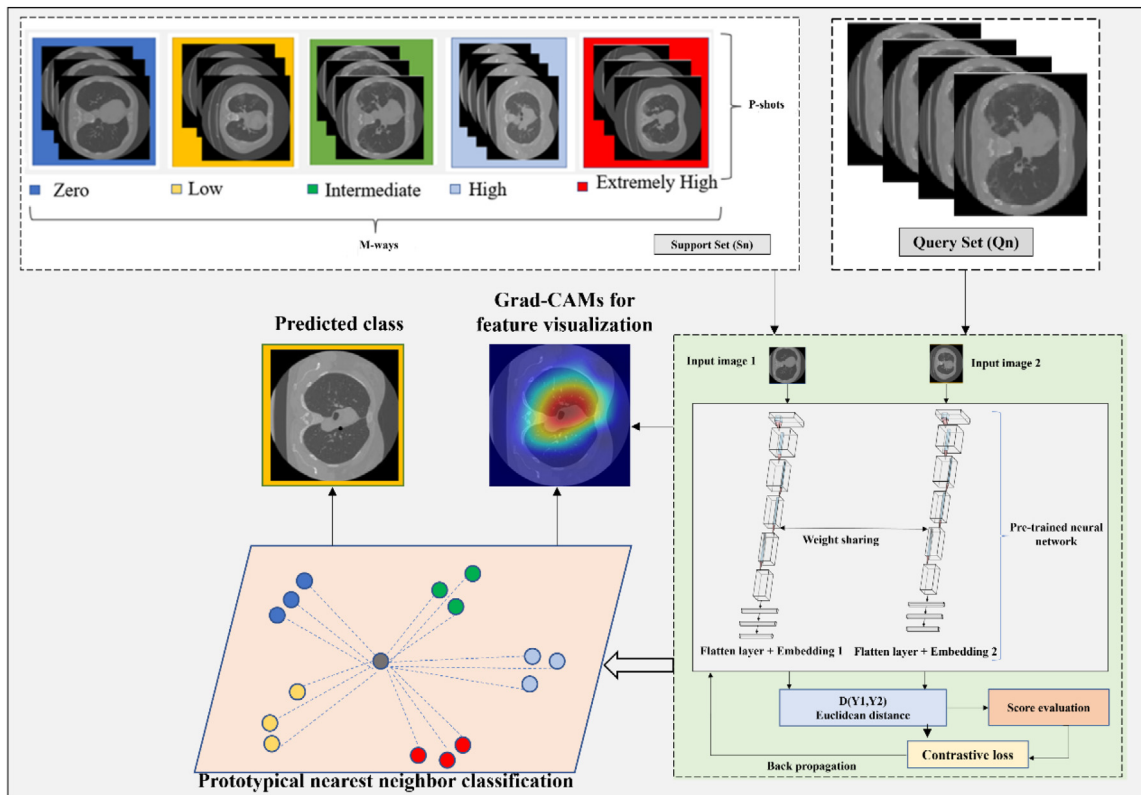 P-shots
Zero
Low
Intermediate
High
Extremely High
M-ways
Support Set (Sn)
Query Set (Qn)
Predicted class
Grad-CAMs for
feature visualization
Input image 1
Input image 2
Weight sharing
Pre-trained neural
network
Flatten layer + Embedding 1
Flatten layer + Embedding 2
D(Y1,Y2)
Euclidean distance
Score evaluation
Contrastive loss
Back propagation
Prototypical nearest neighbor classification